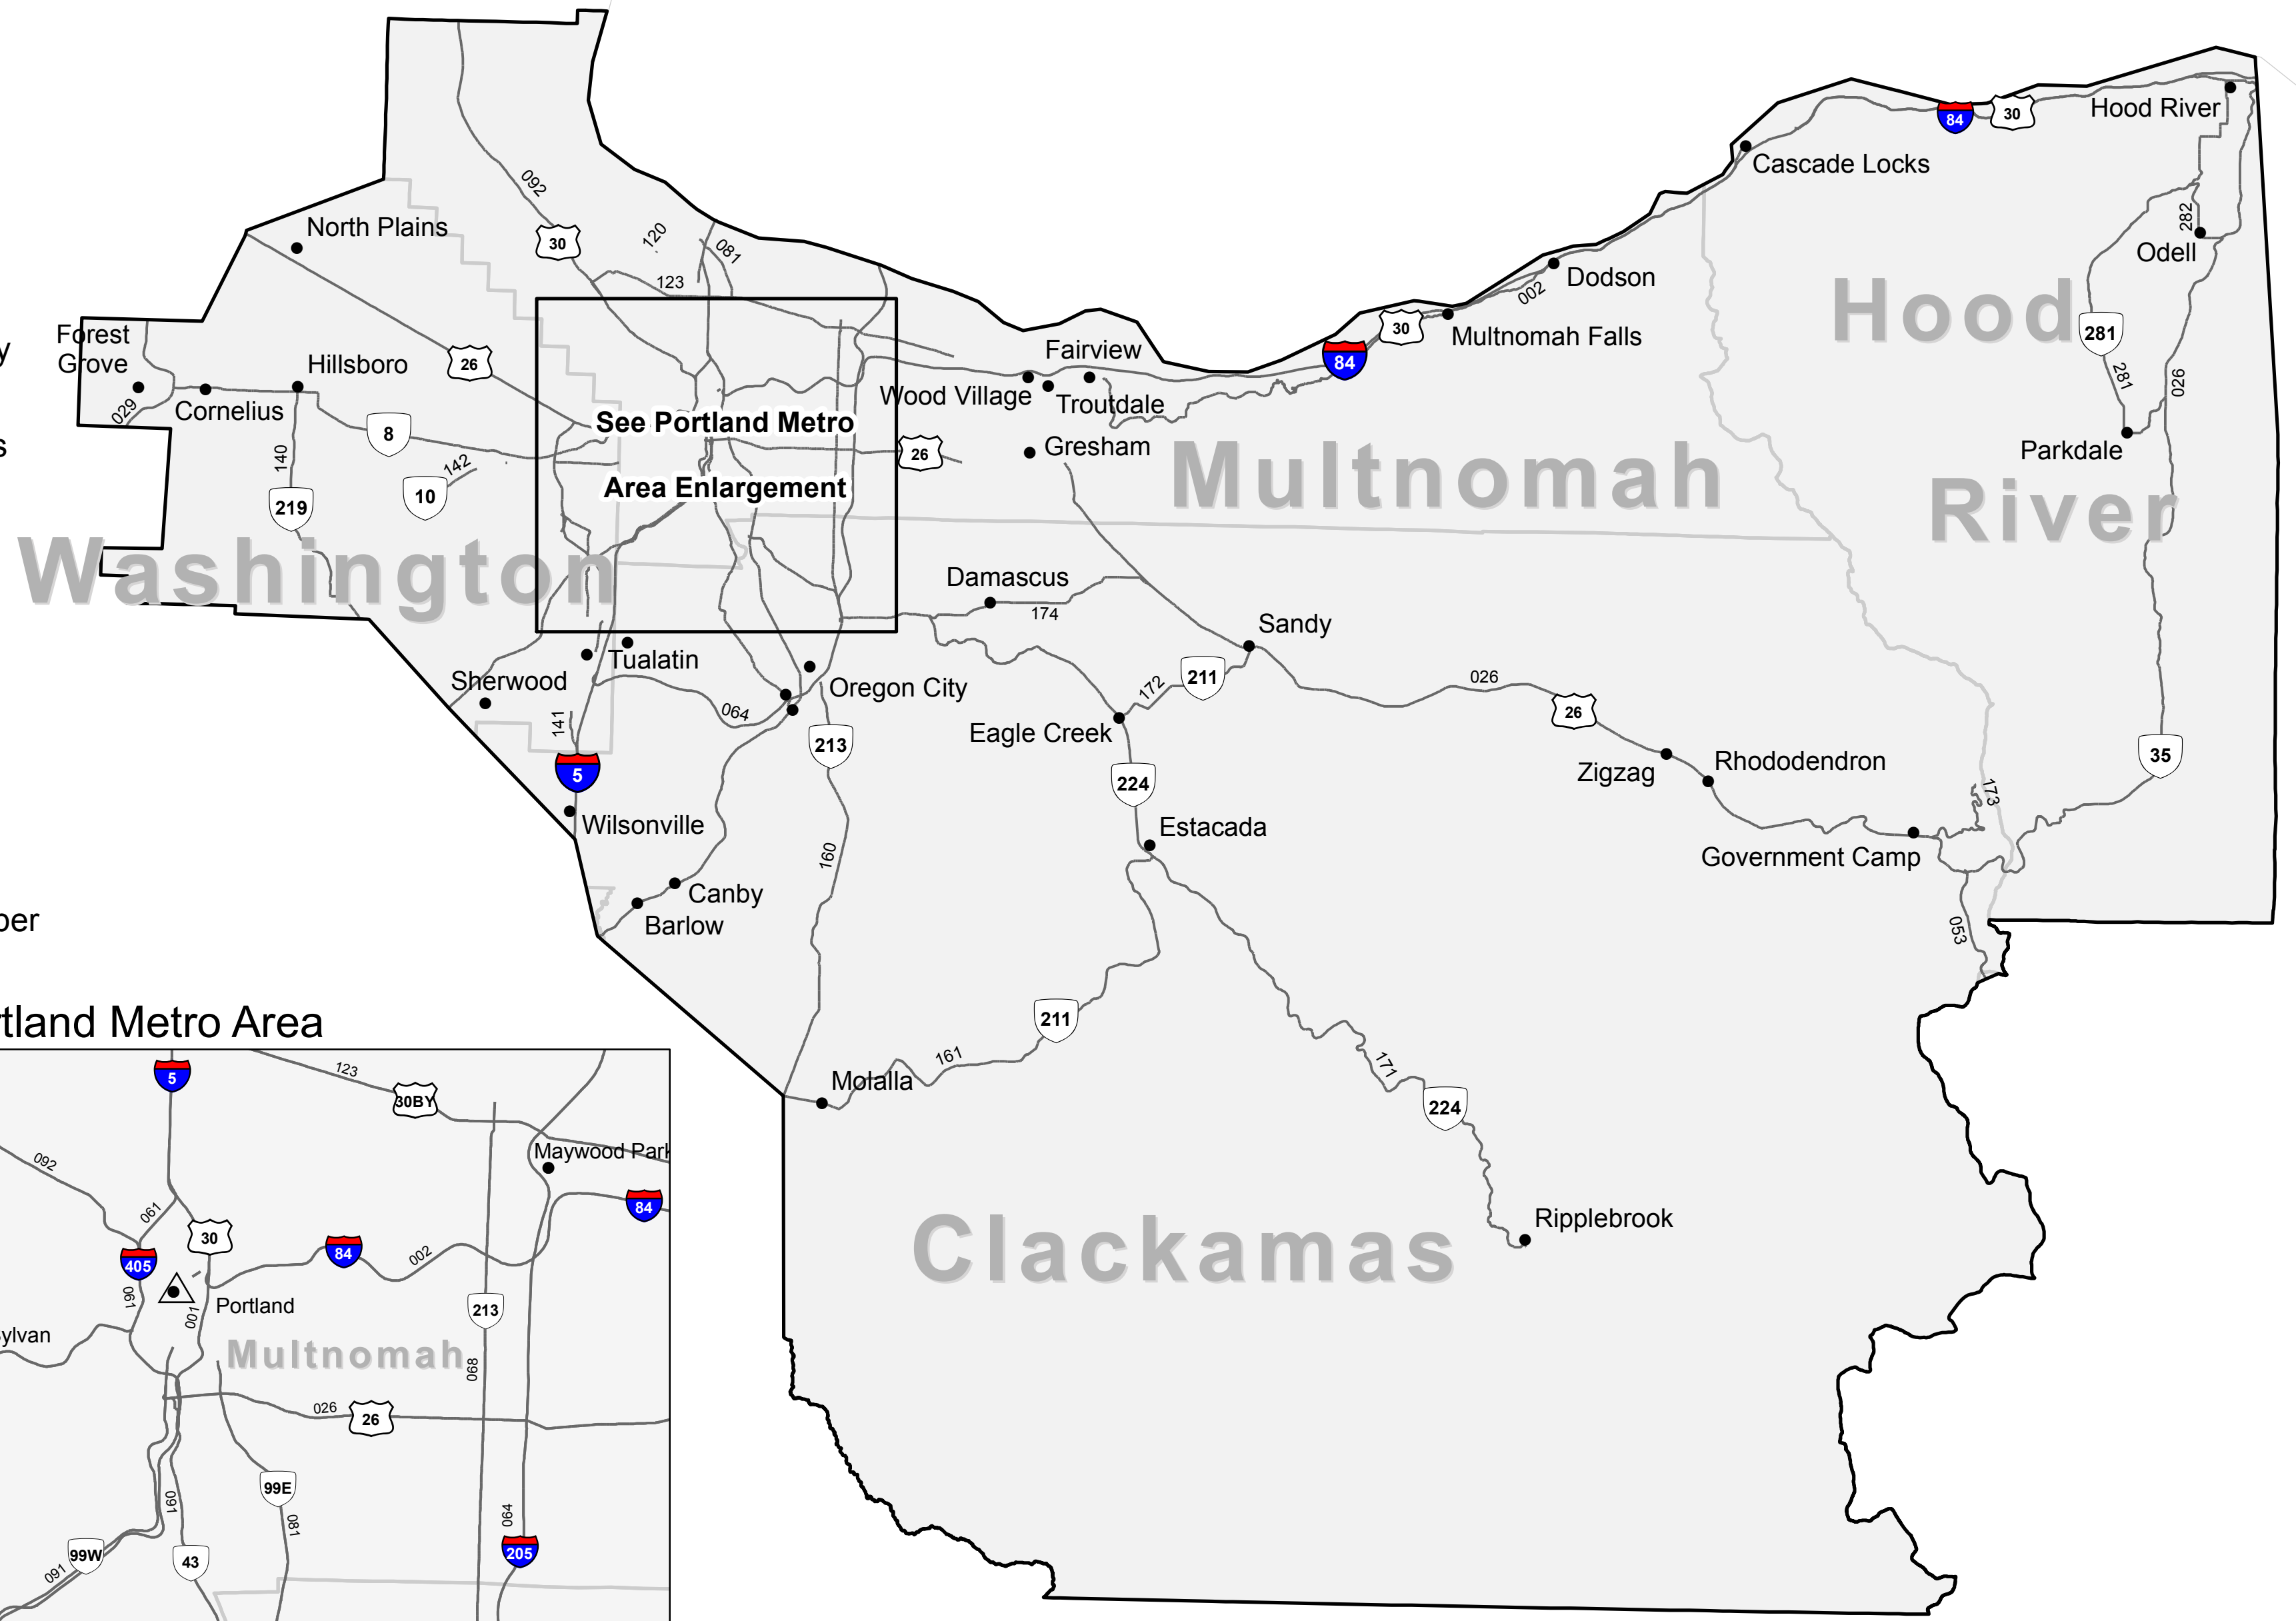 Hood River
84
30
Cascade Locks
092
North Plains
120
30
081
282
Odell
123
Dodson
002
Hood
Forest
Grove
30
Multnomah Falls
281
Hillsboro
26
Fairview
84
281
026
029
Cornelius
Wood Village
Troutdale
See Portland Metro
8
26
Gresham
Multnomah
Parkdale
140
142
10
Area Enlargement
219
River
Washington
Damascus
174
Sandy
Tualatin
Sherwood
Oregon City
172
211
026
064
26
141
Eagle Creek
213
35
5
224
Zigzag
Rhododendron
173
Wilsonville
Estacada
160
Government Camp
Canby
Barlow
053
211
161
171
Molalla
224
Ripplebrook
Clackamas
y
s
ber
tland Metro Area
5
123
30BY
Maywood Park
092
84
061
30
405
84
002
061
001
Portland
213
ylvan
Multnomah
068
026
26
99E
091
081
064
99W
43
205
091